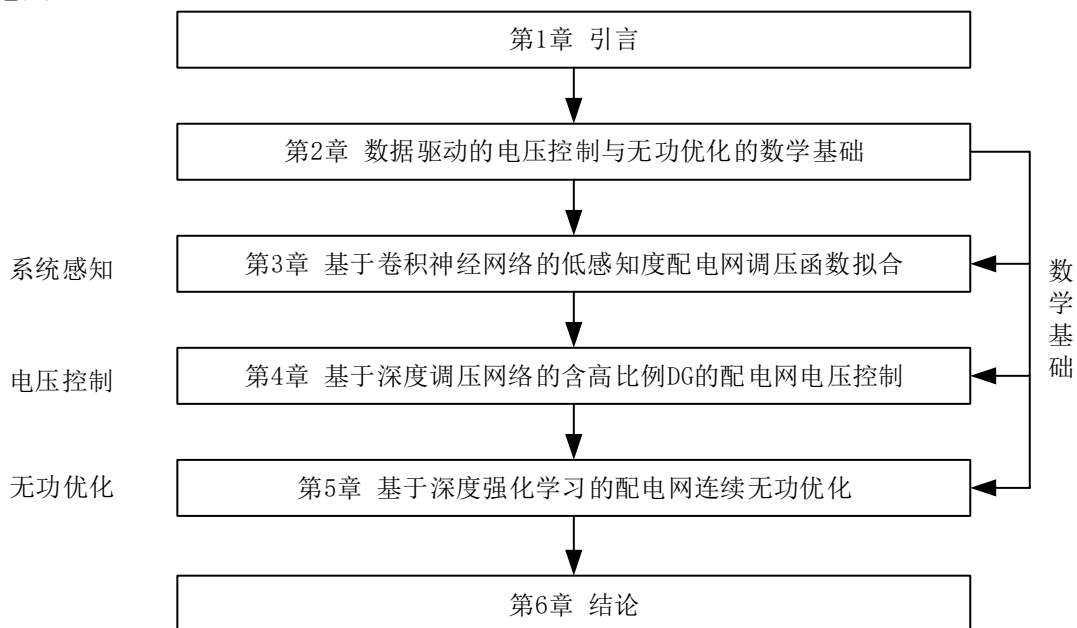 第1章 引言
第2章 数据驱动的电压控制与无功优化的数学基础
系统感知
第3章 基于卷积神经网络的低感知度配电网调压函数拟合
电压控制
第4章 基于深度调压网络的含高比例DG的配电网电压控制
无功优化
第5章 基于深度强化学习的配电网连续无功优化
第6章 结论
数学基础